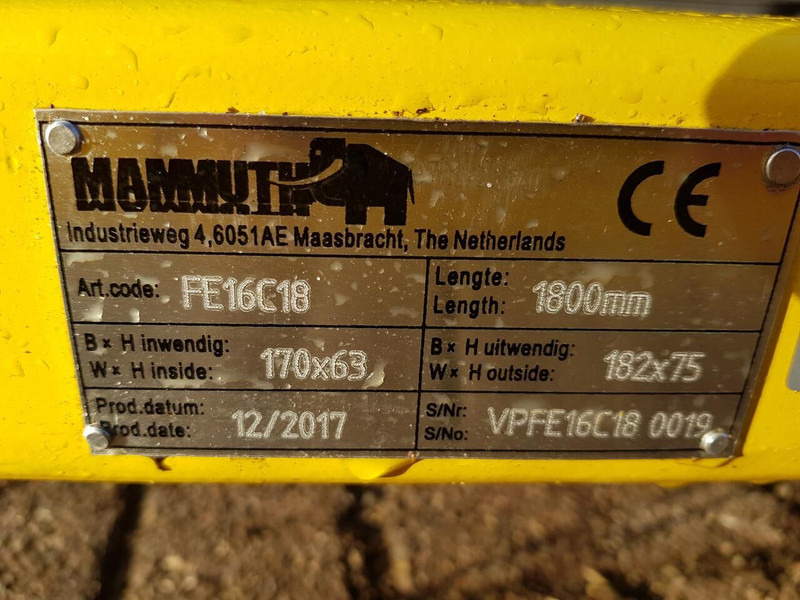 MAMMUTH
CE
Industrieweg 4,6051AE Maasbracht, The Netherlands
Art.code: FE16C18
Lengte:
Length: 1800mm
B x H inwendig:
W x H inside: 170x63
B x H uitwendig:
W x H outside: 182x75
Prod.datum:
Prod.date: 12/2017
S/Nr:
S/No: VPFE16C18 0019